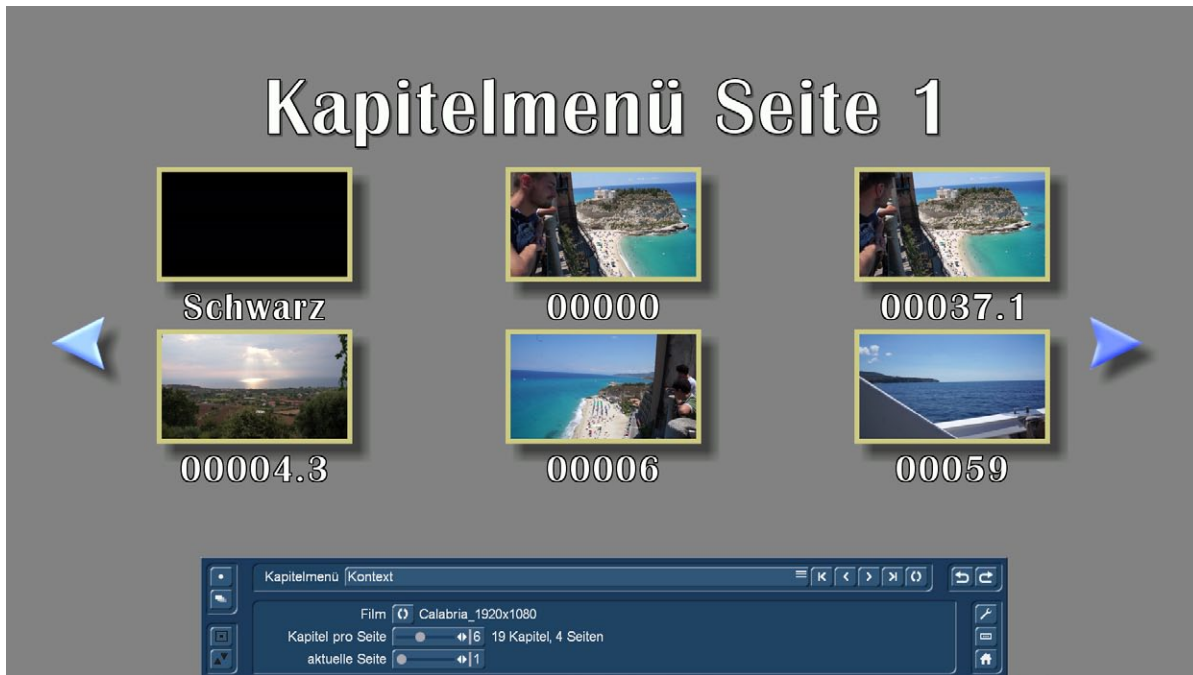 Kapitelmenü Seite 1
Schwarz 00000 00037.1
00004.3 00006 00059
Kapitelmenü Kontext
Film Calabria_1920x1080
Kapitel pro Seite 6 19 Kapitel, 4 Seiten
aktuelle Seite 1